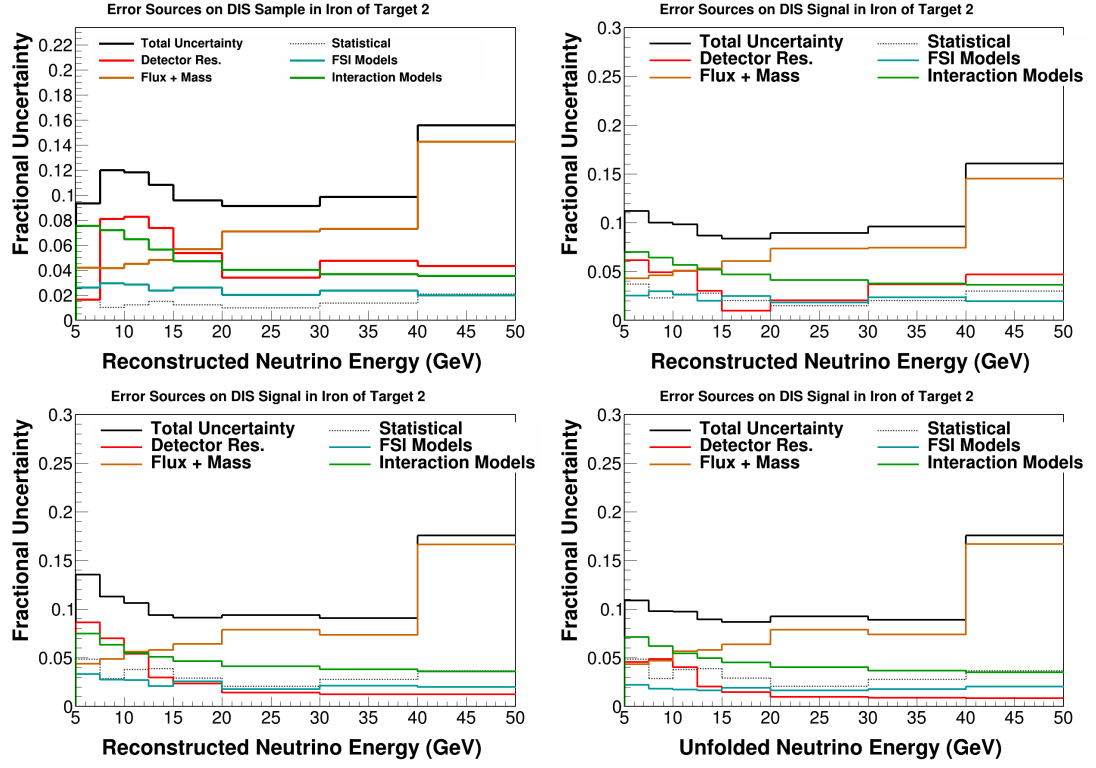 Error Sources on DIS Sample in Iron of Target 2
Fractional Uncertainty
0.22
0.2
0.18
0.16
0.14
0.12
0.1
0.08
0.06
0.04
0.02
0
Total Uncertainty
Detector Res.
Flux + Mass
Statistical
FSI Models
Interaction Models
5 10 15 20 25 30 35 40 45 50
Reconstructed Neutrino Energy (GeV)
Error Sources on DIS Signal in Iron of Target 2
Fractional Uncertainty
0.3
0.25
0.2
0.15
0.1
0.05
0
Total Uncertainty
Detector Res.
Flux + Mass
Statistical
FSI Models
Interaction Models
5 10 15 20 25 30 35 40 45 50
Reconstructed Neutrino Energy (GeV)
Error Sources on DIS Signal in Iron of Target 2
Fractional Uncertainty
0.3
0.25
0.2
0.15
0.1
0.05
0
Total Uncertainty
Detector Res.
Flux + Mass
Statistical
FSI Models
Interaction Models
5 10 15 20 25 30 35 40 45 50
Reconstructed Neutrino Energy (GeV)
Error Sources on DIS Signal in Iron of Target 2
Fractional Uncertainty
0.3
0.25
0.2
0.15
0.1
0.05
0
Total Uncertainty
Detector Res.
Flux + Mass
Statistical
FSI Models
Interaction Models
5 10 15 20 25 30 35 40 45 50
Unfolded Neutrino Energy (GeV)